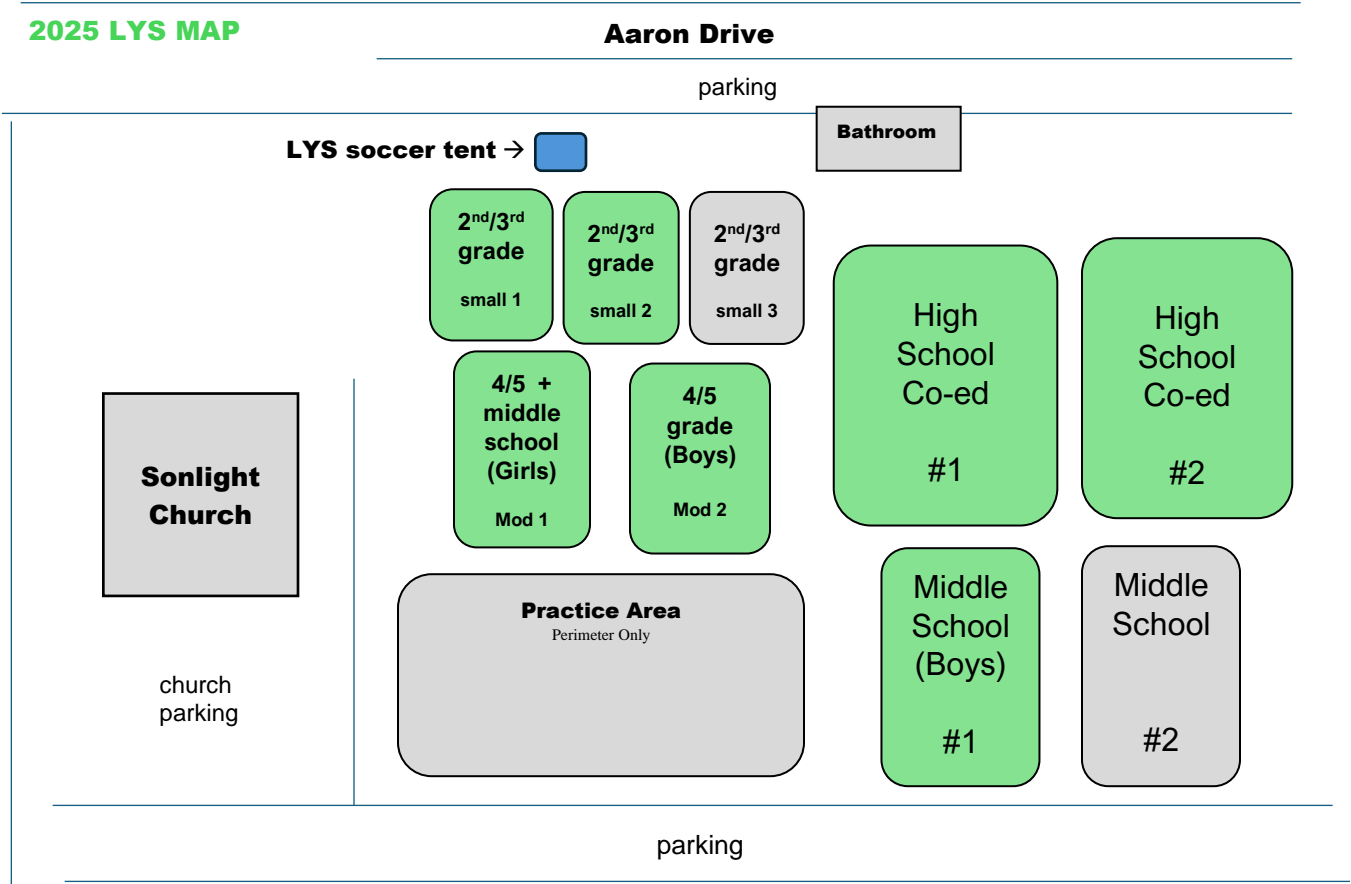 2025 LYS MAP
Aaron Drive
parking
Bathroom
LYS soccer tent →
2nd/3rd
grade
small 1
2nd/3rd
grade
small 2
2nd/3rd
grade
small 3
High
School
Co-ed
#1
High
School
Co-ed
#2
4/5 +
middle
school
(Girls)
Mod 1
4/5
grade
(Boys)
Mod 2
Sonlight
Church
Practice Area
Perimeter Only
Middle
School
(Boys)
#1
Middle
School
#2
church
parking
parking